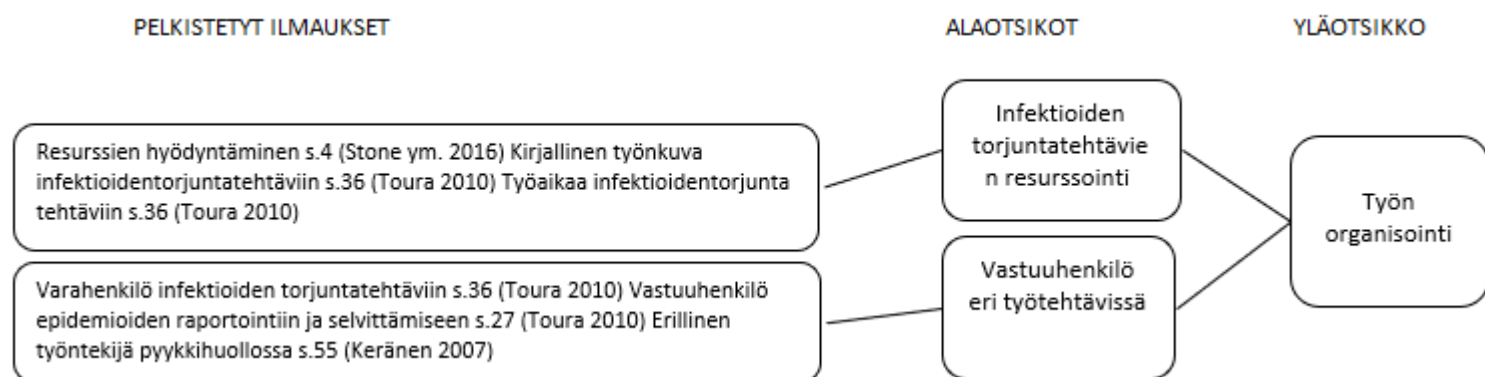 PELKISTETYT ILMAUKSET
ALAOTSIKOT
YLÄOTSIKKO
Resurssien hyödyntäminen s.4 (Stone ym. 2016) Kirjallinen työnkuva
infektioidentorjuntatehtäviin s.36 (Toura 2010) Työaikaa infektioidentorjunta
tehtäviin s.36 (Toura 2010)
Infektioiden
torjuntatehtävie
n resurssointi
Varahenkilö infektioiden torjuntatehtäviin s.36 (Toura 2010) Vastuuhenkilö
epidemioiden raportointiin ja selvittämiseen s.27 (Toura 2010) Erillinen
työntekijä pyykkihuollossa s.55 (Keränen 2007)
Vastuuhenkilö
eri työtehtävissä
Työn
organisointi